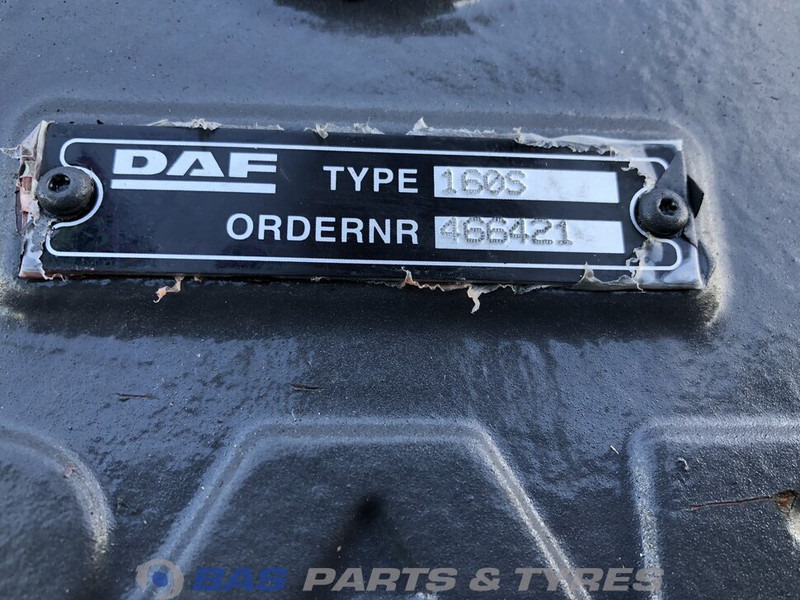 DAF TYPE 160S
ORDERNR 466421
BAS PARTS & TYRES